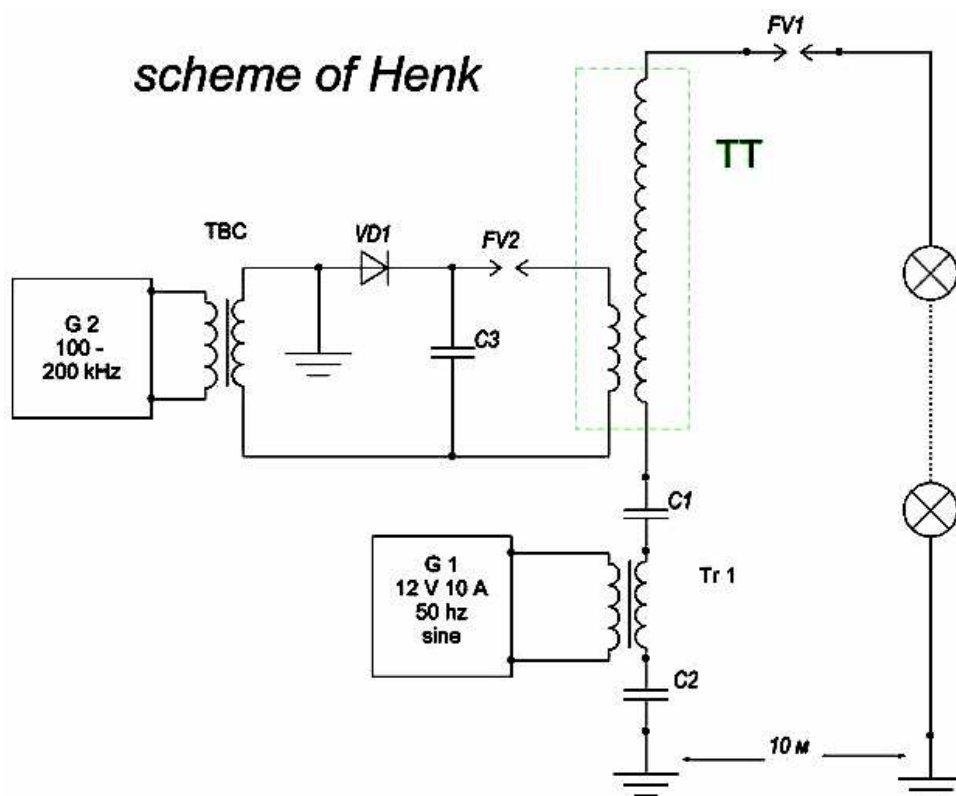 scheme of Henk
FV1
TT
TBC
VD1
FV2
G 2
100 -
200 kHz
C3
C1
G 1
12 V 10 A
50 hz
sine
Tr 1
C2
10 м